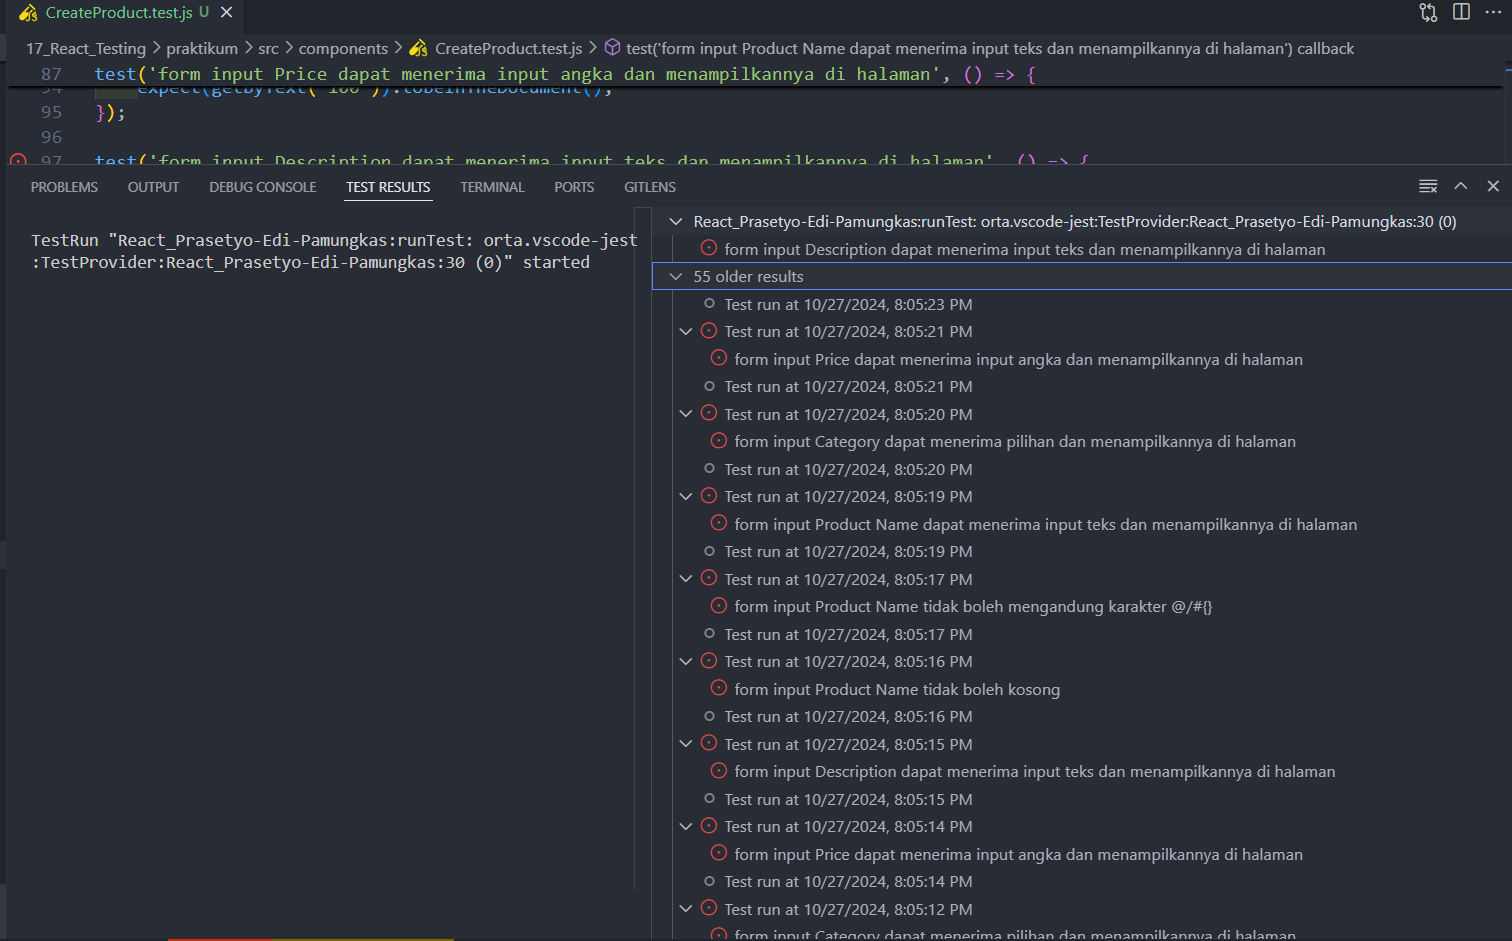 CreateProduct.test.js U
17_React_Testing > praktikum > src > components > CreateProduct.test.js > test('form input Product Name dapat menerima input teks dan menampilkannya di halaman') callback
87 test('form input Price dapat menerima input angka dan menampilkannya di halaman', () => {
94 expect(getByText('100')).toBeInTheDocument();
95 });
96
97 test('form input Description dapat menerima input teks dan menampilkannya di halaman', () => {
PROBLEMS OUTPUT DEBUG CONSOLE TEST RESULTS TERMINAL PORTS GITLENS
TestRun "React_Prasetyo-Edi-Pamungkas:runTest: orta.vscode-jest
:TestProvider:React_Prasetyo-Edi-Pamungkas:30 (0)" started
React_Prasetyo-Edi-Pamungkas:runTest: orta.vscode-jest:TestProvider:React_Prasetyo-Edi-Pamungkas:30 (0)
form input Description dapat menerima input teks dan menampilkannya di halaman
55 older results
Test run at 10/27/2024, 8:05:23 PM
Test run at 10/27/2024, 8:05:21 PM
form input Price dapat menerima input angka dan menampilkannya di halaman
Test run at 10/27/2024, 8:05:21 PM
Test run at 10/27/2024, 8:05:20 PM
form input Category dapat menerima pilihan dan menampilkannya di halaman
Test run at 10/27/2024, 8:05:20 PM
Test run at 10/27/2024, 8:05:19 PM
form input Product Name dapat menerima input teks dan menampilkannya di halaman
Test run at 10/27/2024, 8:05:19 PM
Test run at 10/27/2024, 8:05:17 PM
form input Product Name tidak boleh mengandung karakter @/#{}
Test run at 10/27/2024, 8:05:17 PM
Test run at 10/27/2024, 8:05:16 PM
form input Product Name tidak boleh kosong
Test run at 10/27/2024, 8:05:16 PM
Test run at 10/27/2024, 8:05:15 PM
form input Description dapat menerima input teks dan menampilkannya di halaman
Test run at 10/27/2024, 8:05:15 PM
Test run at 10/27/2024, 8:05:14 PM
form input Price dapat menerima input angka dan menampilkannya di halaman
Test run at 10/27/2024, 8:05:14 PM
Test run at 10/27/2024, 8:05:12 PM
form input Category dapat menerima pilihan dan menampilkannya di halaman